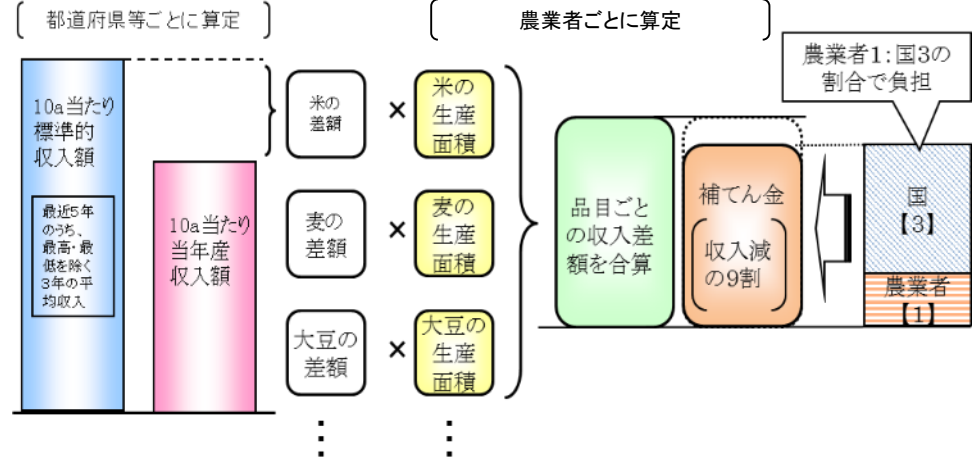 都道府県等ごとに算定
農業者ごとに算定
10a当たり
標準的
収入額
最近5年
のうち、
最高・最
低を除く
3年の平
均収入
10a当たり
当年産
収入額
米の
差額
×
米の
生産
面積
麦の
差額
×
麦の
生産
面積
大豆の
差額
×
大豆の
生産
面積
品目ごと
の収入差
額を合算
補てん金
収入減
の9割
農業者1:国3の
割合で負担
国
【3】
農業者
【1】